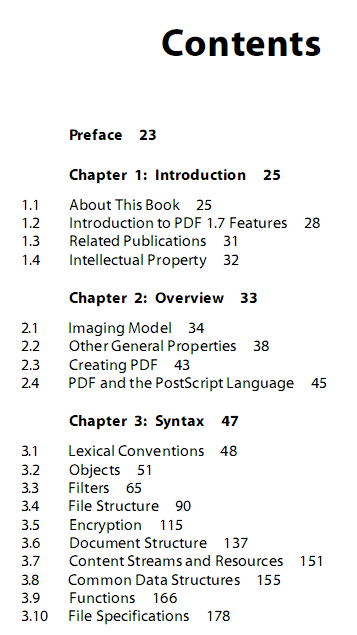 Contents
Preface 23
Chapter 1: Introduction 25
1.1 About This Book 25
1.2 Introduction to PDF 1.7 Features 28
1.3 Related Publications 31
1.4 Intellectual Property 32
Chapter 2: Overview 33
2.1 Imaging Model 34
2.2 Other General Properties 38
2.3 Creating PDF 43
2.4 PDF and the PostScript Language 45
Chapter 3: Syntax 47
3.1 Lexical Conventions 48
3.2 Objects 51
3.3 Filters 65
3.4 File Structure 90
3.5 Encryption 115
3.6 Document Structure 137
3.7 Content Streams and Resources 151
3.8 Common Data Structures 155
3.9 Functions 166
3.10 File Specifications 178